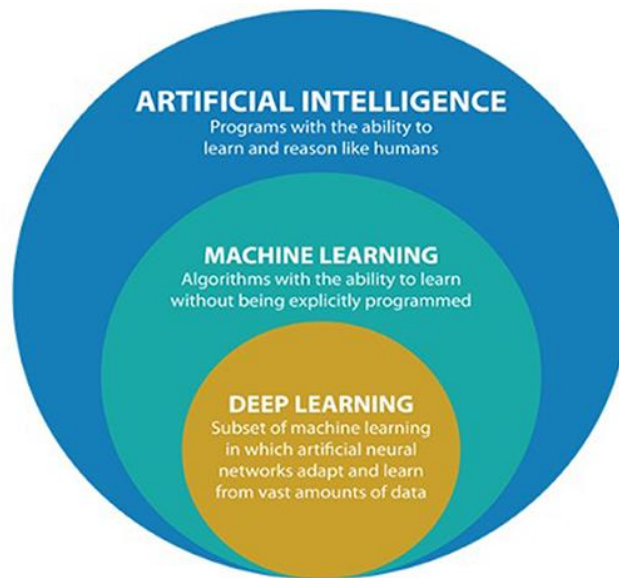 ARTIFICIAL INTELLIGENCE
Programs with the ability to
learn and reason like humans
MACHINE LEARNING
Algorithms with the ability to learn
without being explicitly programmed
DEEP LEARNING
Subset of machine learning
in which artificial neural
networks adapt and learn
from vast amounts of data